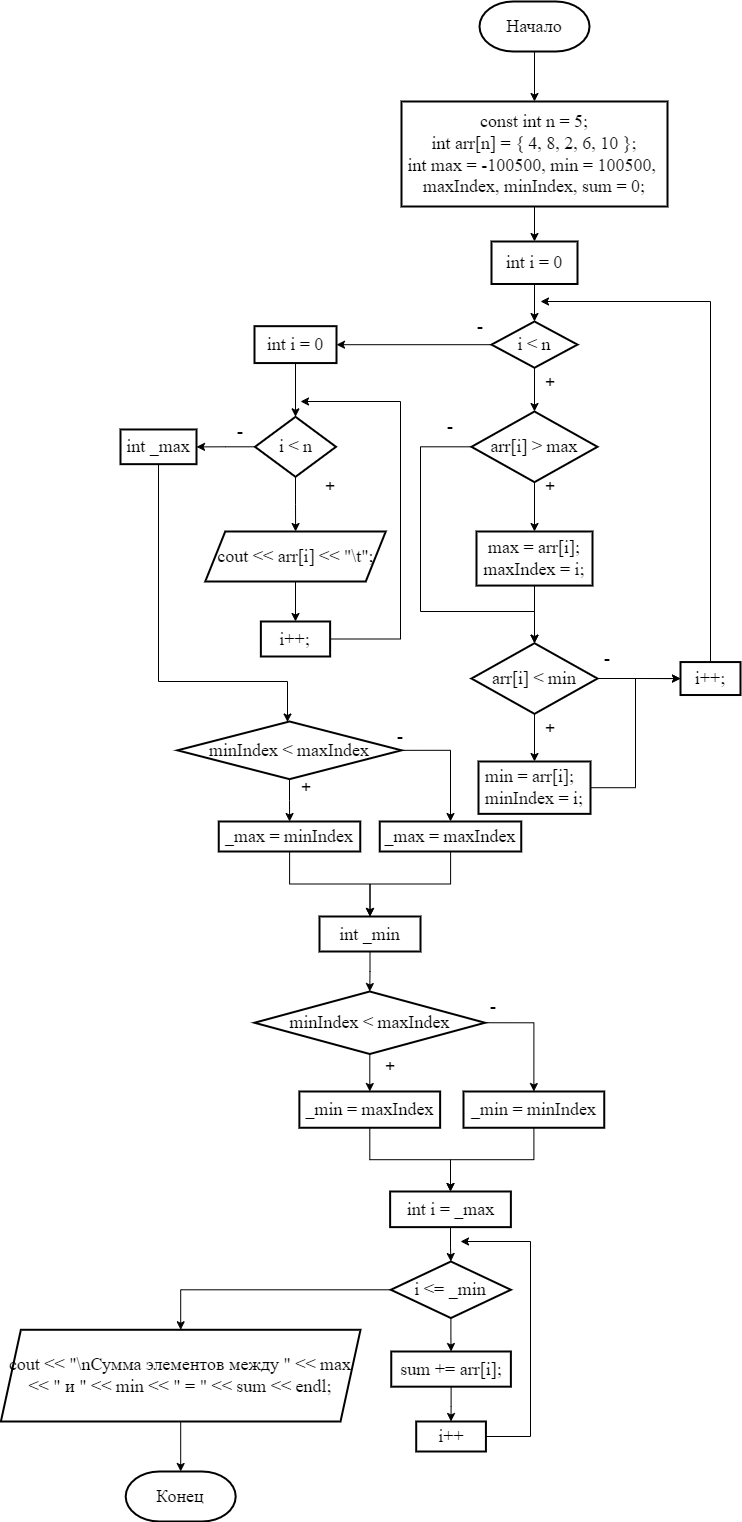 Начало
const int n = 5;
int arr[n] = { 4, 8, 2, 6, 10 };
int max = -100500, min = 100500,
maxIndex, minIndex, sum = 0;
int i = 0
i < n
-
+
arr[i] > max
-
+
max = arr[i];
maxIndex = i;
arr[i] < min
-
+
i++;
min = arr[i];
minIndex = i;
int i = 0
i < n
-
+
cout << arr[i] << "\t";
i++;
int _max
minIndex < maxIndex
-
+
_max = minIndex
_max = maxIndex
int _min
minIndex < maxIndex
-
+
_min = maxIndex
_min = minIndex
int i = _max
i <= _min
sum += arr[i];
i++
cout << "\nСумма элементов между " << max
<< " и " << min << " = " << sum << endl;
Конец